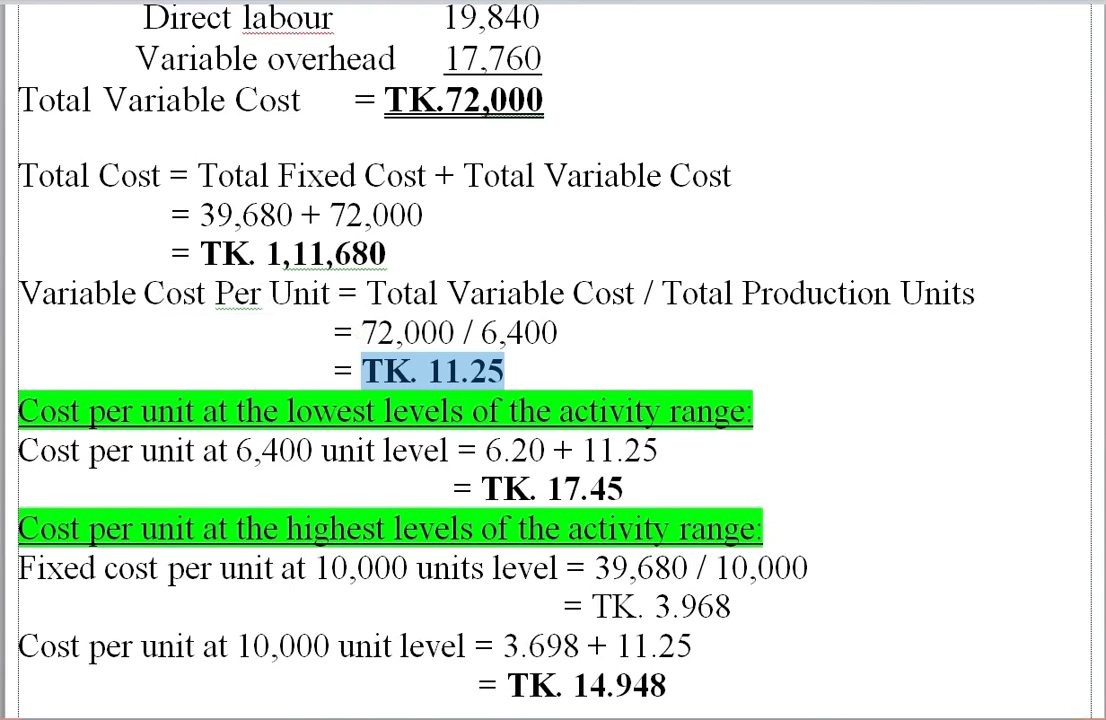 Direct labour 19,840
Variable overhead 17,760
Total Variable Cost = TK.72,000
Total Cost = Total Fixed Cost + Total Variable Cost
= 39,680 + 72,000
= TK. 1,11,680
Variable Cost Per Unit = Total Variable Cost / Total Production Units
= 72,000 / 6,400
= TK. 11.25
Cost per unit at the lowest levels of the activity range:
Cost per unit at 6,400 unit level = 6.20 + 11.25
= TK. 17.45
Cost per unit at the highest levels of the activity range:
Fixed cost per unit at 10,000 units level = 39,680 / 10,000
= TK. 3.968
Cost per unit at 10,000 unit level = 3.698 + 11.25
= TK. 14.948